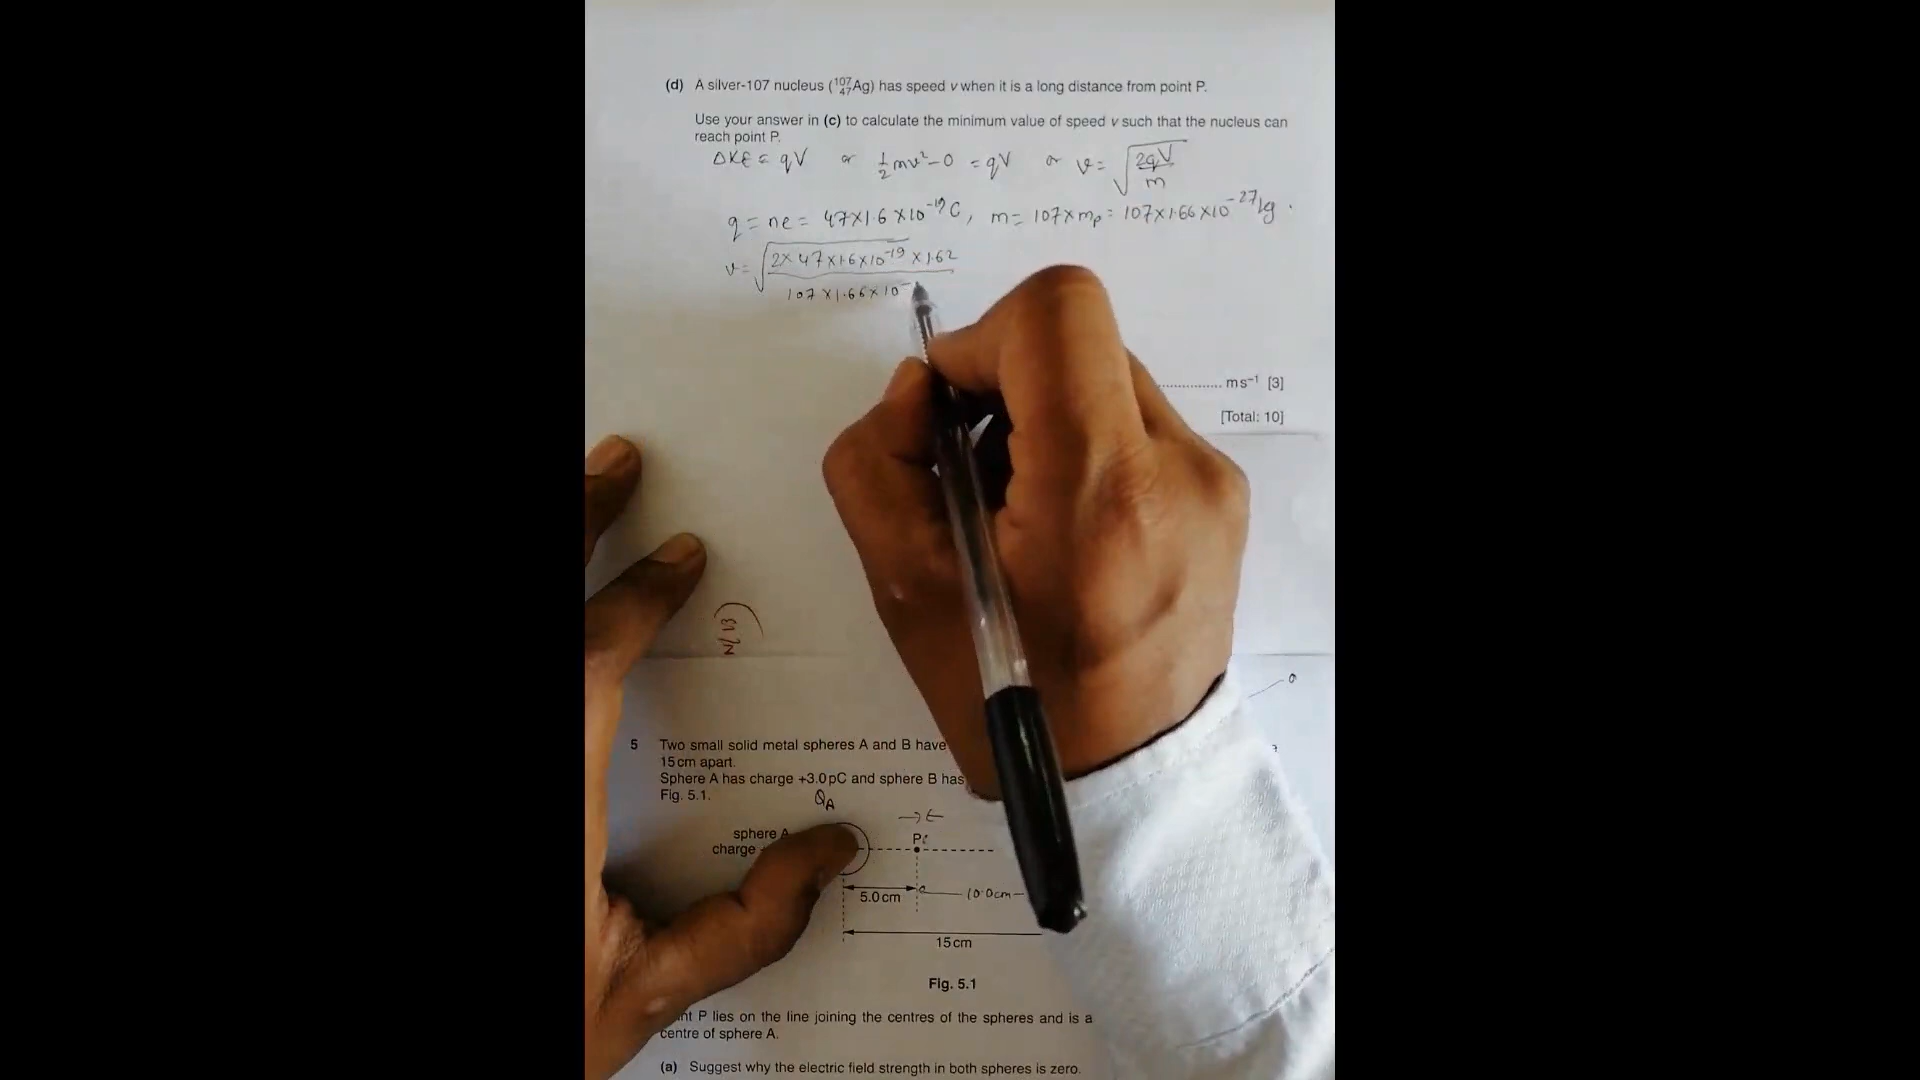 (d) A silver-107 nucleus (¹⁰⁷₄₇Ag) has speed v when it is a long distance from point P.
Use your answer in (c) to calculate the minimum value of speed v such that the nucleus can
reach point P.
ΔKE = qV or ½mv² – 0 = qV or v = √(2qV/m)
q = ne = 47×1.6×10⁻¹⁹C, m = 107×mₚ = 107×1.66×10⁻²⁷kg.
v = √(2×47×1.6×10⁻¹⁹×1.62
107×1.66×10⁻
ms⁻¹ [3]
[Total: 10]
5 Two small solid metal spheres A and B have
15cm apart.
Sphere A has charge +3.0pC and sphere B has
Fig. 5.1.
Q_A
sphere A
charge
P
5.0cm
10.0cm
15cm
Fig. 5.1
nt P lies on the line joining the centres of the spheres and is a
centre of sphere A.
(a) Suggest why the electric field strength in both spheres is zero.